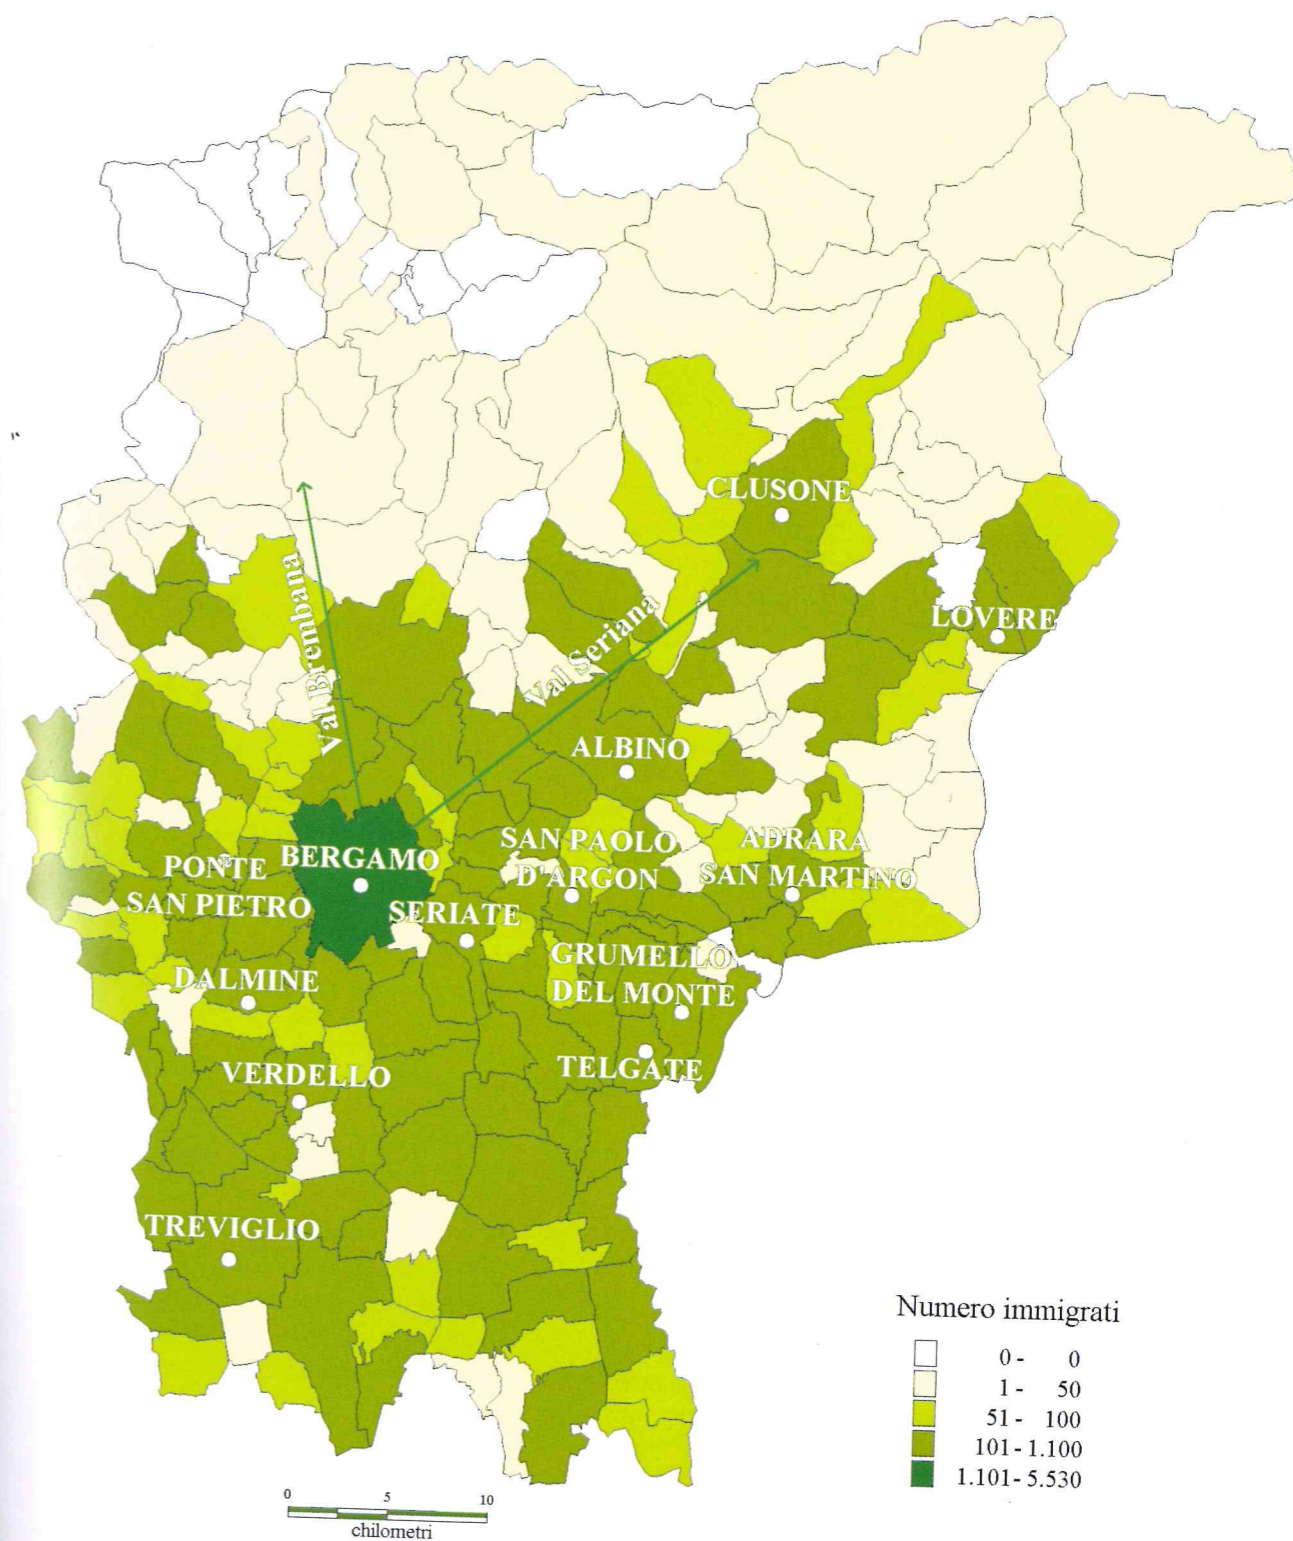 CLUSONE
LOVERE
Val Brembana
Val Seriana
ALBINO
SAN PAOLO
D'ARGON
ADRARA
SAN MARTINO
PONTE
SAN PIETRO
BERGAMO
SERIATE
GRUMELLO
DEL MONTE
DALMINE
TELGATE
VERDELLO
TREVIGLIO
Numero immigrati
0 - 0
1 - 50
51 - 100
101 - 1.100
1.101 - 5.530
0 5 10
chilometri